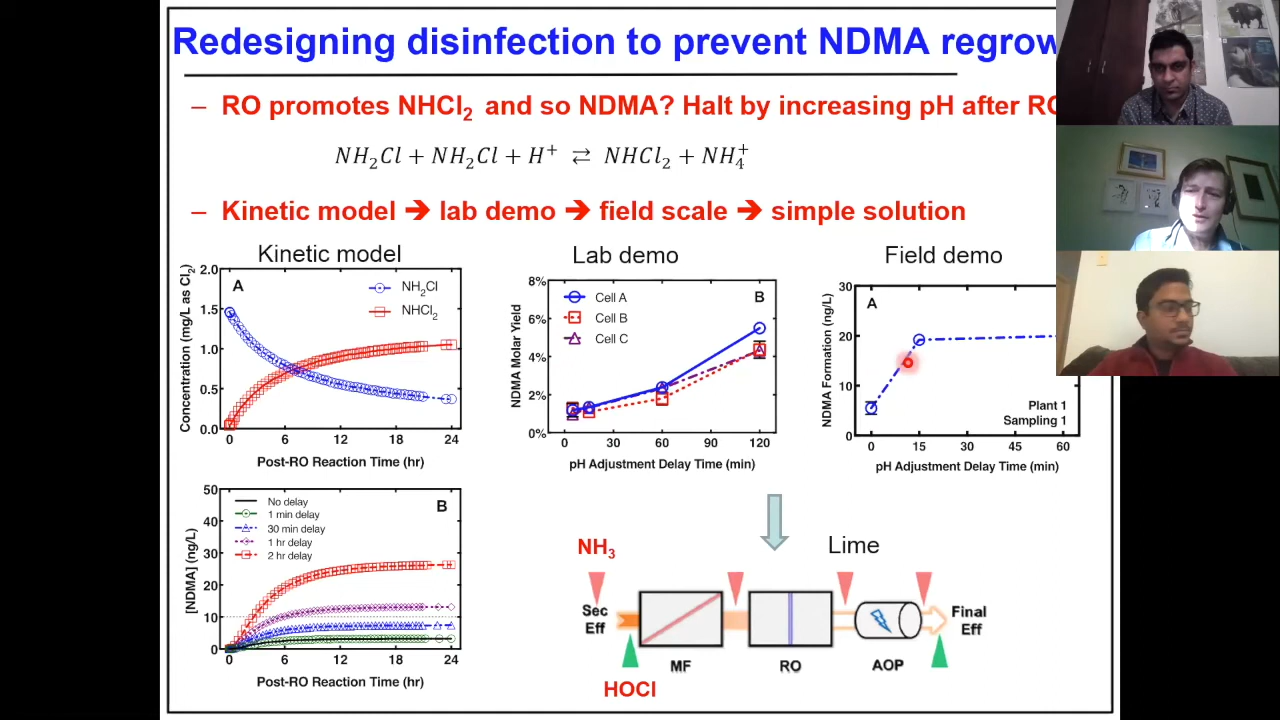 Redesigning disinfection to prevent NDMA
– RO promotes NHCl2 and so NDMA? Halt by increasing pH after
NH2Cl + NH2Cl + H+ ⇄ NHCl2 + NH4+
– Kinetic model ➔ lab demo ➔ field scale ➔ simple solution
Kinetic model
Lab demo
Field demo
A
NH2Cl
NHCl2
Concentration (mg/L as Cl2)
2.0
1.5
1.0
0.5
0.0
0 6 12 18 24
Post-RO Reaction Time (hr)
B
Cell A
Cell B
Cell C
NDMA Molar Yield
8%
6%
4%
2%
0%
0 30 60 90 120
pH Adjustment Delay Time (min)
A
NDMA Formation (ng/L)
30
20
10
0
Plant 1
Sampling 1
0 15 30 45 60
pH Adjustment Delay Time (min)
B
No delay
1 min delay
30 min delay
1 hr delay
2 hr delay
[NDMA] (ng/L)
50
40
30
20
10
0
0 6 12 18 24
Post-RO Reaction Time (hr)
NH3
Lime
Sec
Eff
MF
RO
AOP
Final
Eff
HOCl